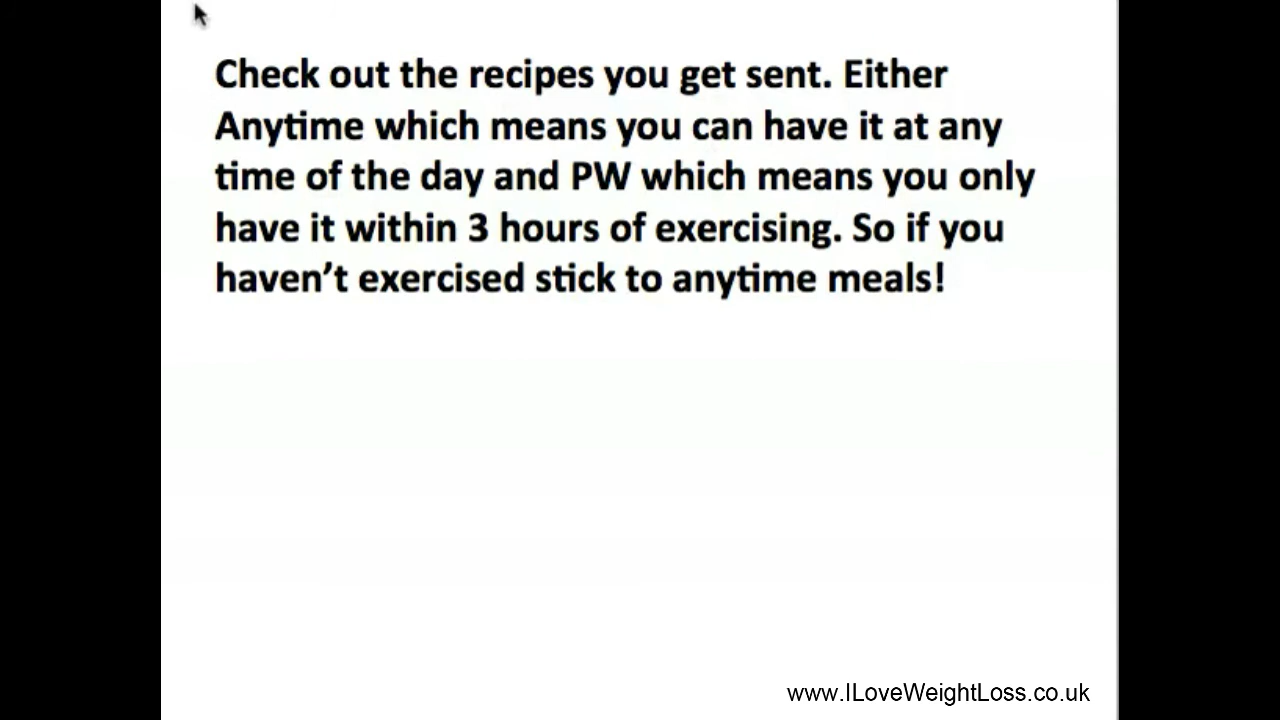 Check out the recipes you get sent. Either
Anytime which means you can have it at any
time of the day and PW which means you only
have it within 3 hours of exercising. So if you
haven’t exercised stick to anytime meals!
www.ILoveWeightLoss.co.uk